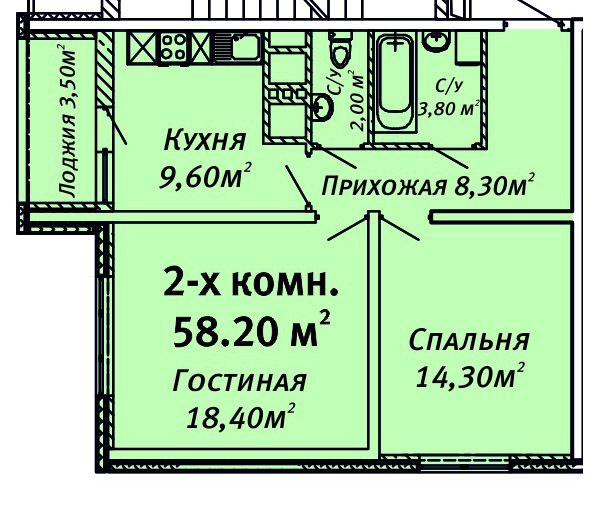 Лоджия 3,50м²
Кухня
9,60м²
С/у
2,00 м²
С/у
3,80 м²
Прихожая 8,30м²
2-х комн.
58.20 м²
Гостиная
18,40м²
Спальня
14,30м²